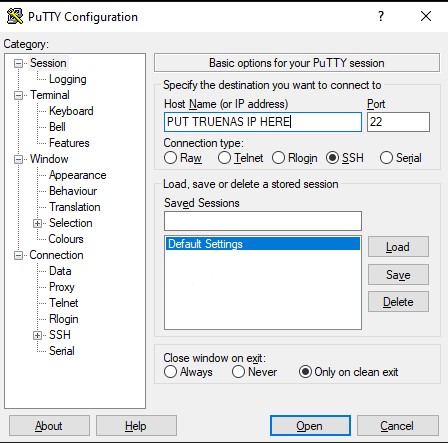 PuTTY Configuration
?
Category:
Session
Logging
Terminal
Keyboard
Bell
Features
Window
Appearance
Behaviour
Translation
Selection
Colours
Connection
Data
Proxy
Telnet
Rlogin
SSH
Serial
Basic options for your PuTTY session
Specify the destination you want to connect to
Host Name (or IP address) Port
PUT TRUENAS IP HERE 22
Connection type:
Raw Telnet Rlogin SSH Serial
Load, save or delete a stored session
Saved Sessions
Default Settings
Load
Save
Delete
Close window on exit:
Always Never Only on clean exit
About Help Open Cancel